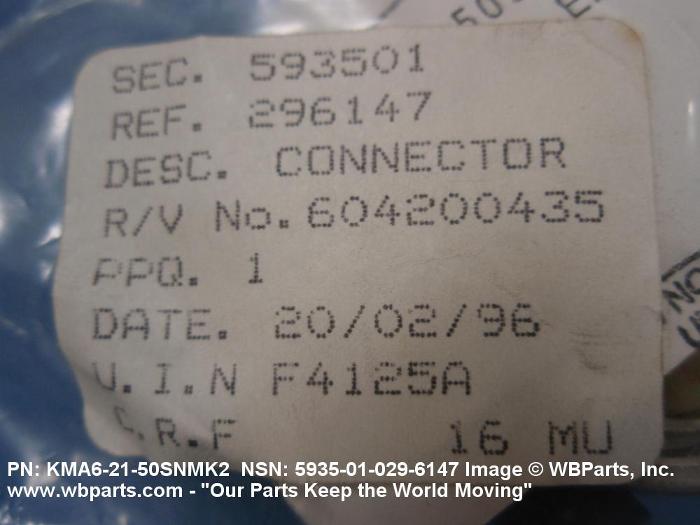 SEC. 593501
REF. 296147
DESC. CONNECTOR
R/V No. 604200435
PPQ. 1
DATE. 20/02/96
U.I.N F4125A
C.R.F 16 MU
NO
PN: KMA6-21-50SNMK2 NSN: 5935-01-029-6147 Image © WBParts, Inc.
www.wbparts.com - "Our Parts Keep the World Moving"